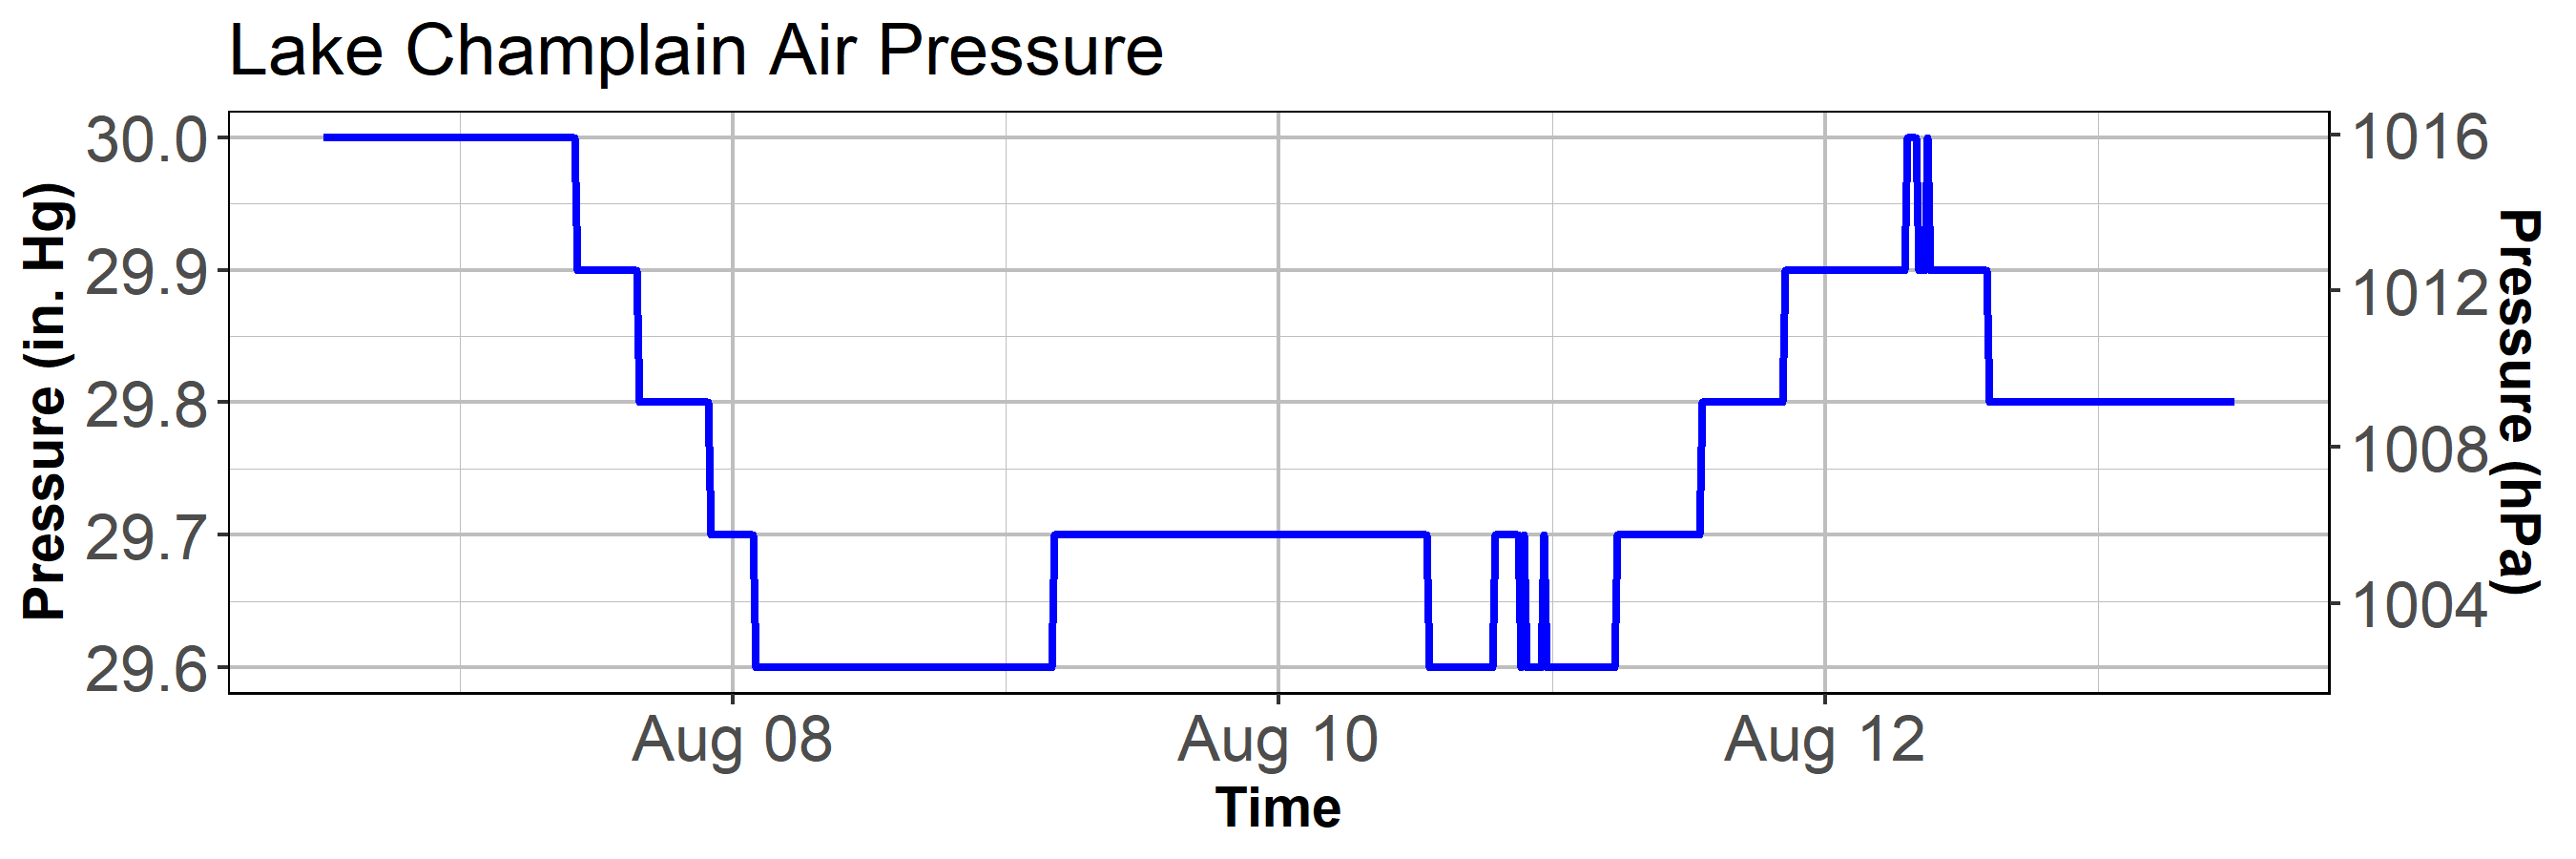 Lake Champlain Air Pressure
Pressure (in. Hg)
30.0
29.9
29.8
29.7
29.6
1016
1012
1008
1004
Pressure (hPa)
Aug 08 Aug 10 Aug 12
Time